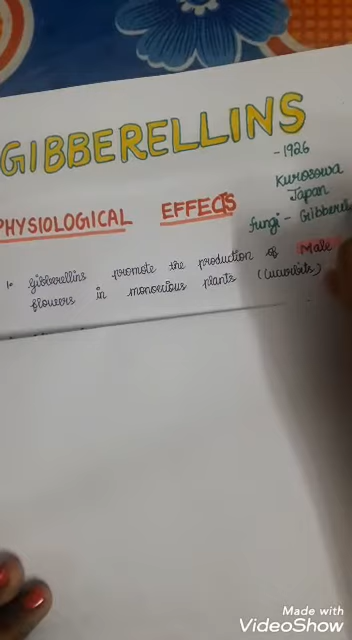 GIBBERELLINS
- 1926
Kurosowa
Japan
fungi - Gibberella
PHYSIOLOGICAL EFFECTS
1. gibberellins promote the production of Male
flowers in monoecious plants (cucurbits)
Made with
VideoShow